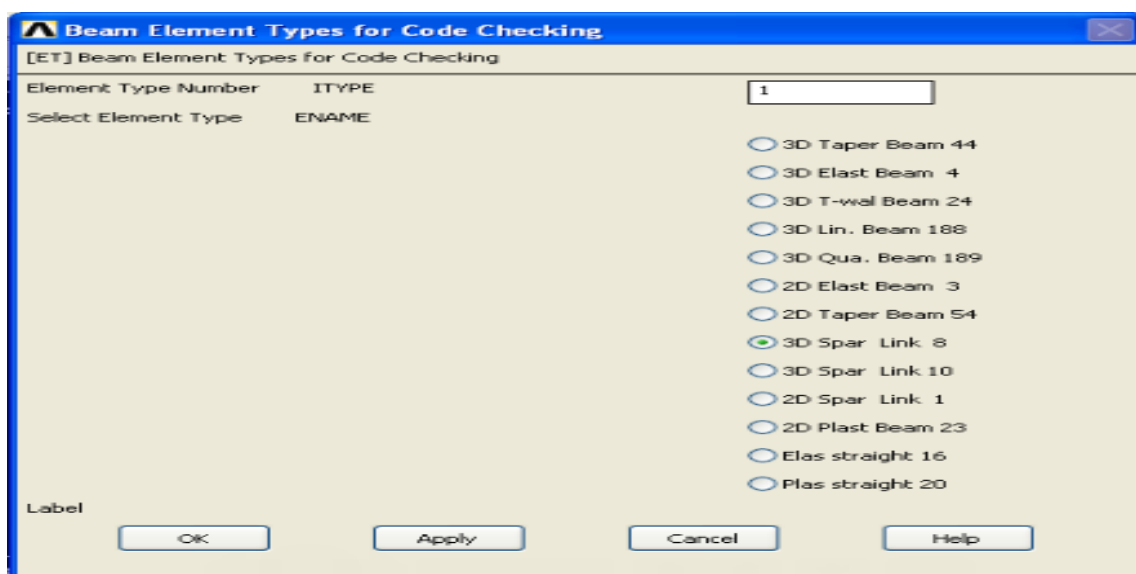 Beam Element Types for Code Checking
[ET] Beam Element Types for Code Checking
Element Type Number ITYPE 1
Select Element Type ENAME
3D Taper Beam 44
3D Elast Beam 4
3D T-wal Beam 24
3D Lin. Beam 188
3D Qua. Beam 189
2D Elast Beam 3
2D Taper Beam 54
3D Spar Link 8
3D Spar Link 10
2D Spar Link 1
2D Plast Beam 23
Elas straight 16
Plas straight 20
Label
OK Apply Cancel Help